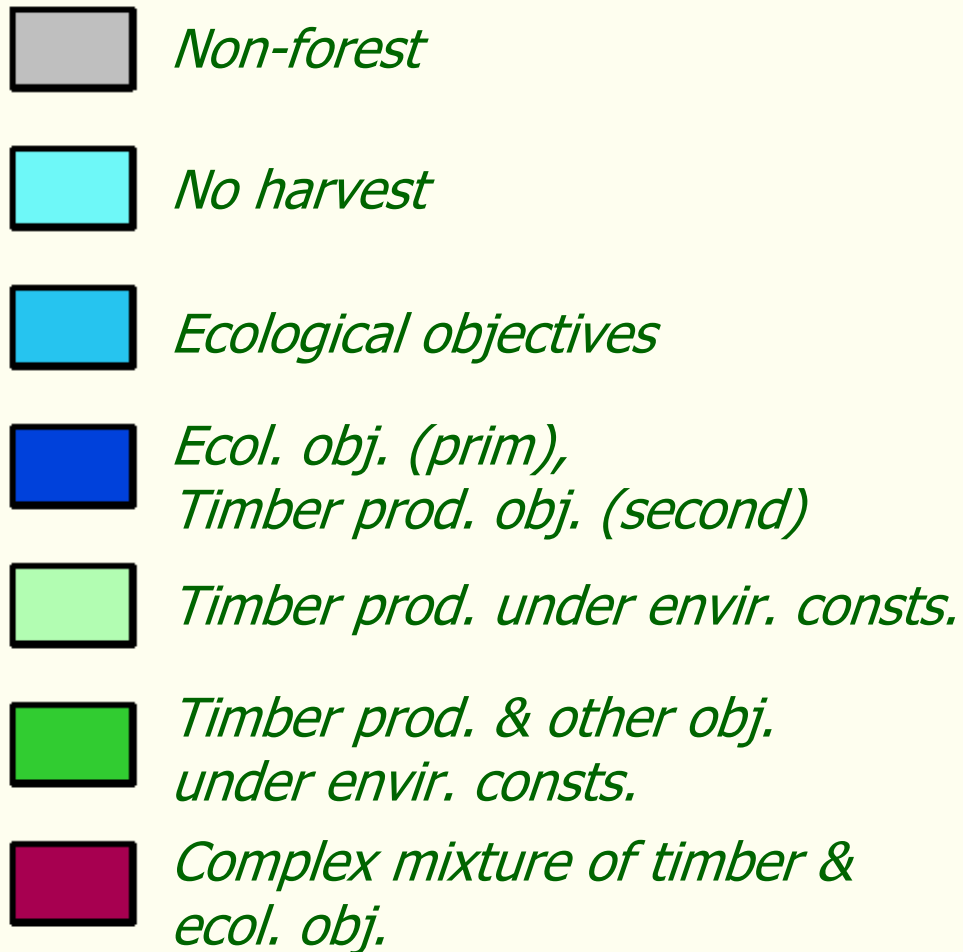 Non-forest
No harvest
Ecological objectives
Ecol. obj. (prim),
Timber prod. obj. (second)
Timber prod. under envir. consts.
Timber prod. & other obj.
under envir. consts.
Complex mixture of timber &
ecol. obj.